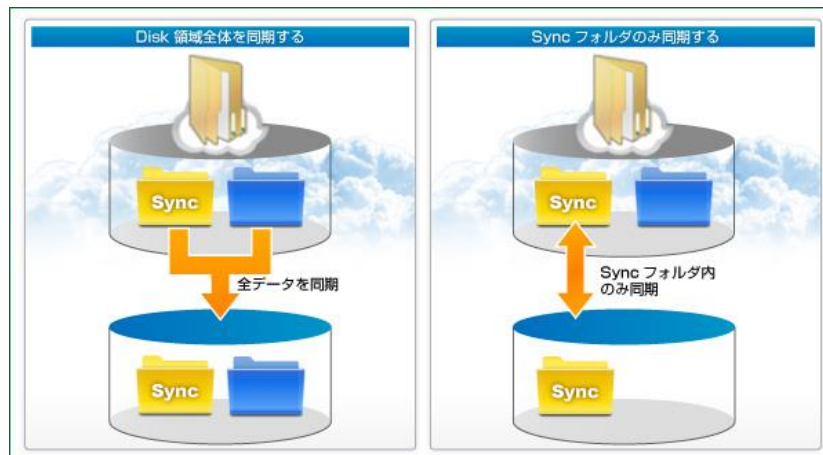 Disk 領域全体を同期する
Sync
全データを同期
Sync
Sync フォルダのみ同期する
Sync
Sync フォルダ内
のみ同期
Sync